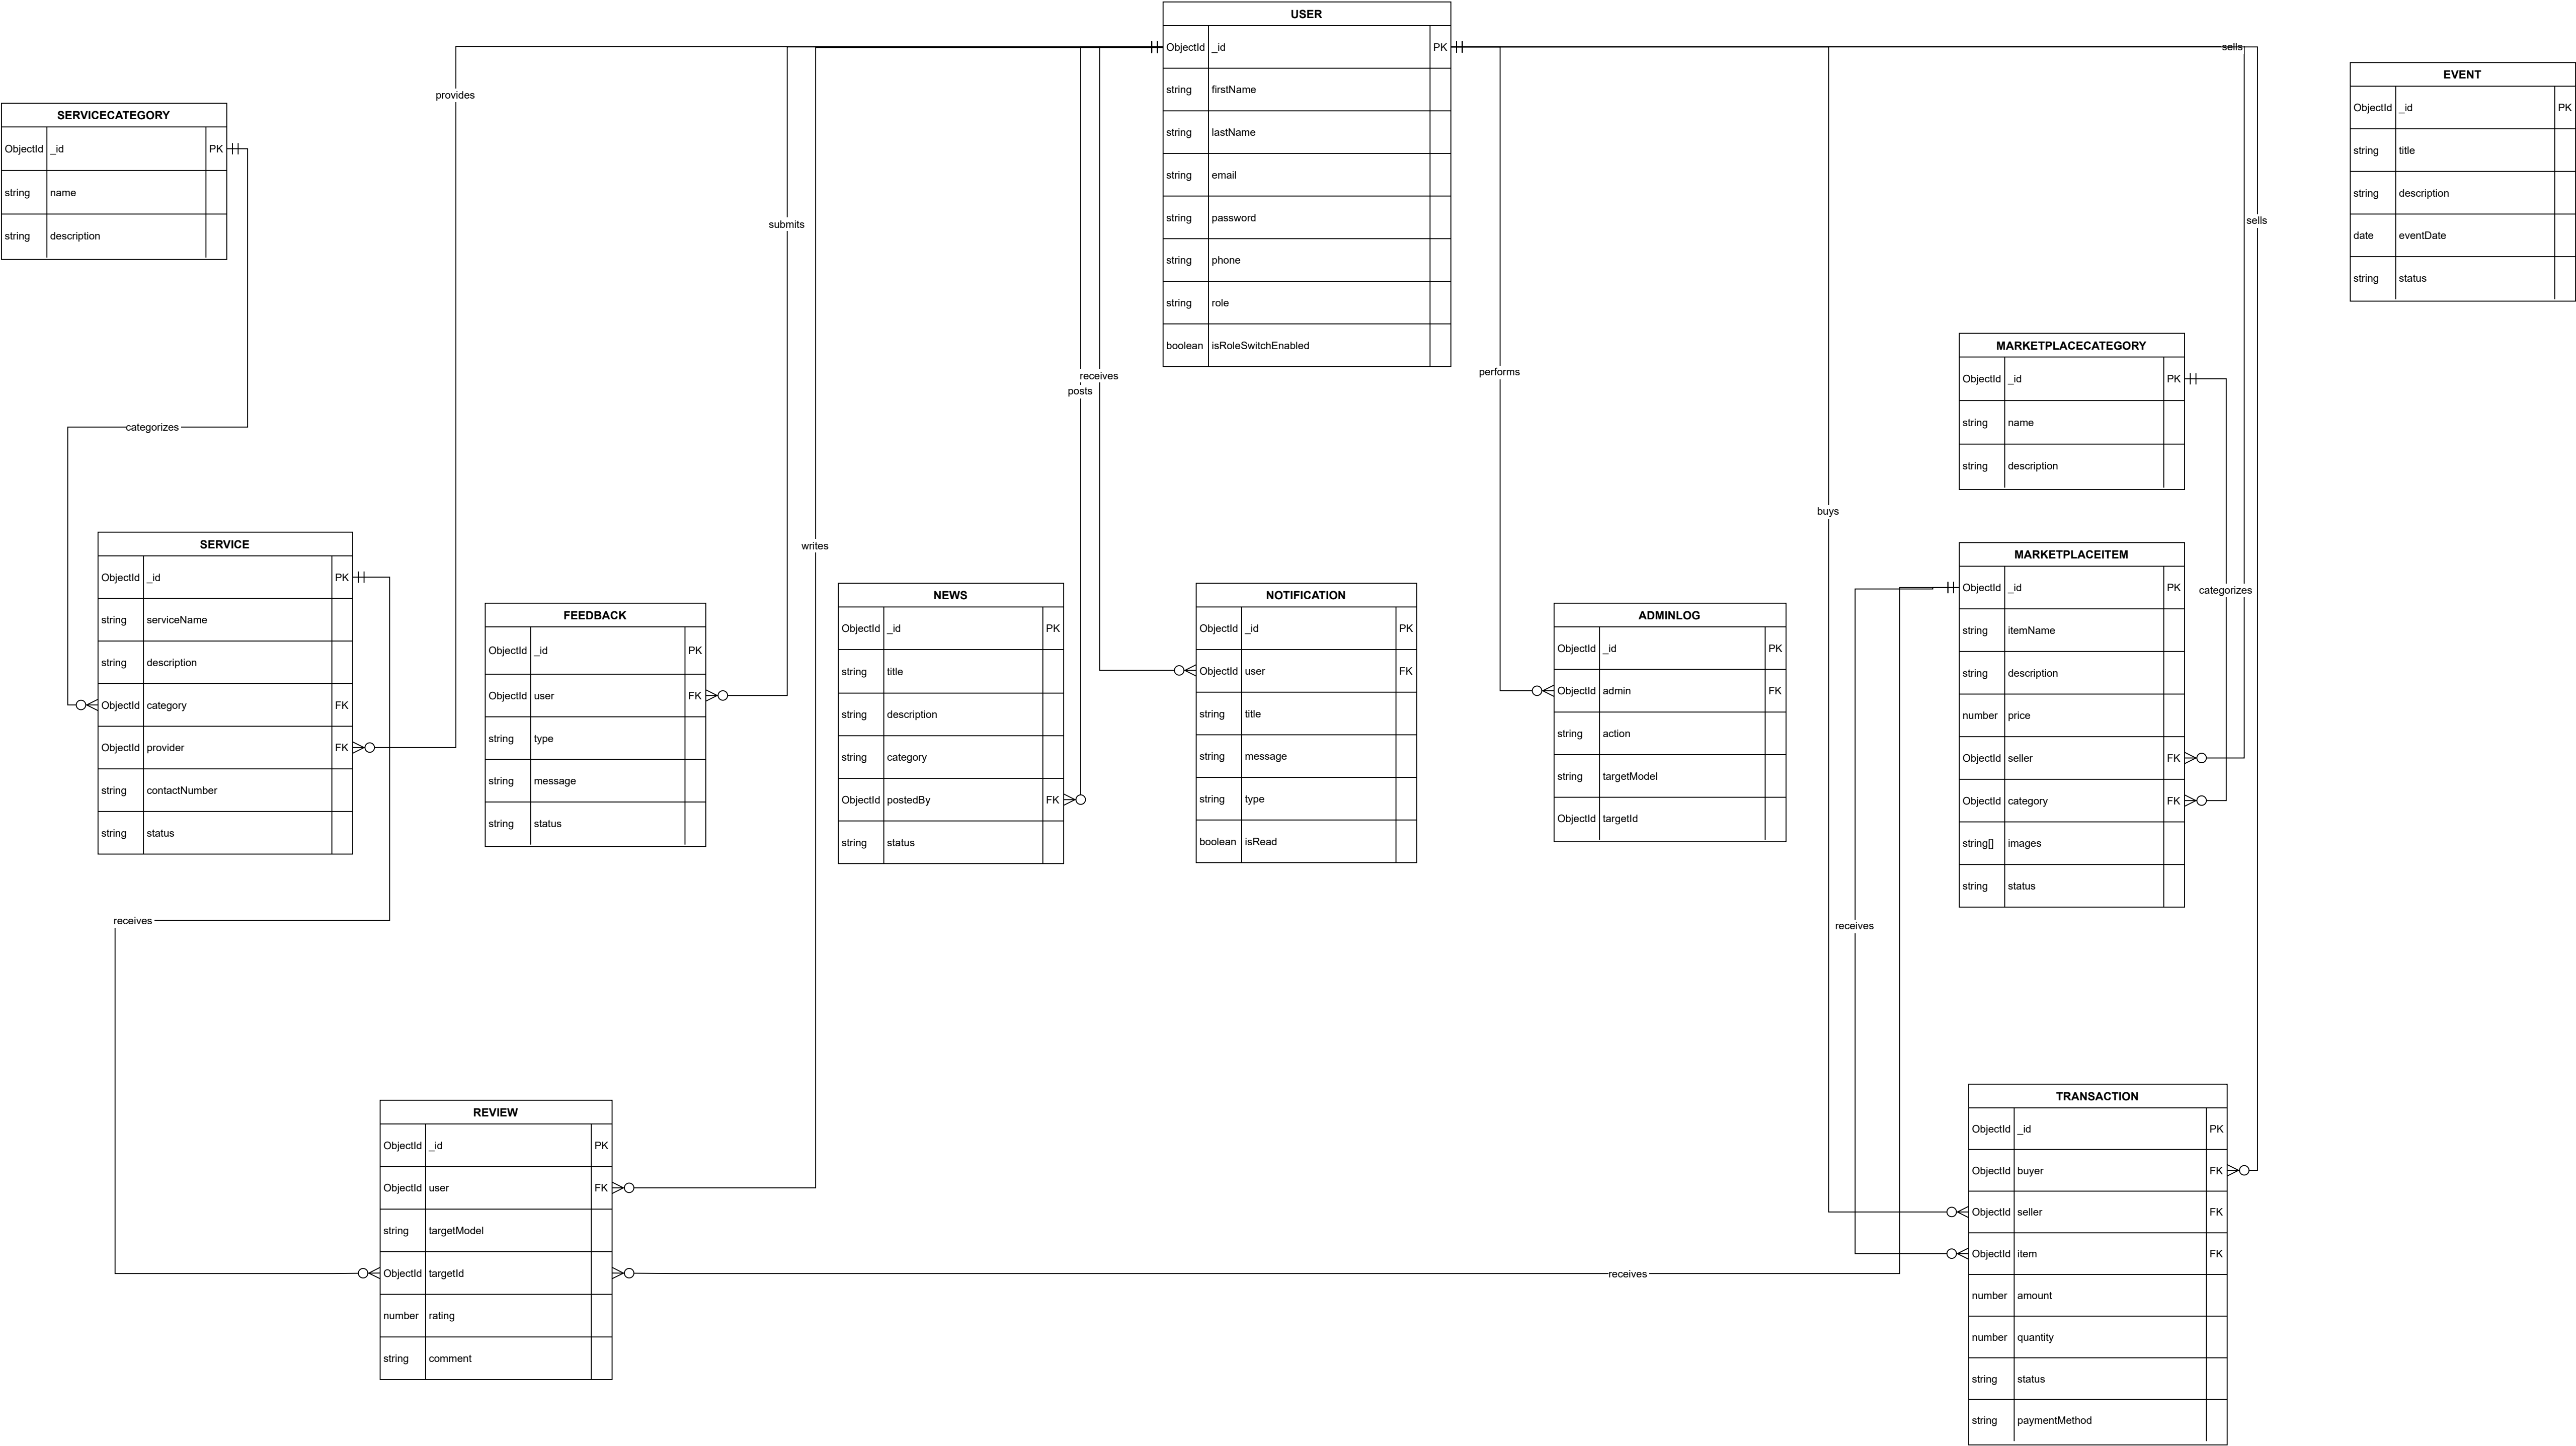 USER
ObjectId _id PK
string firstName
string lastName
string email
string password
string phone
string role
boolean isRoleSwitchEnabled
provides
submits
writes
posts
receives
performs
buys
sells
sells
EVENT
ObjectId _id PK
string title
string description
date eventDate
string status
SERVICECATEGORY
ObjectId _id PK
string name
string description
categorizes
MARKETPLACECATEGORY
ObjectId _id PK
string name
string description
categorizes
SERVICE
ObjectId _id PK
string serviceName
string description
ObjectId category FK
ObjectId provider FK
string contactNumber
string status
receives
FEEDBACK
ObjectId _id PK
ObjectId user FK
string type
string message
string status
NEWS
ObjectId _id PK
string title
string description
string category
ObjectId postedBy FK
string status
NOTIFICATION
ObjectId _id PK
ObjectId user FK
string title
string message
string type
boolean isRead
ADMINLOG
ObjectId _id PK
ObjectId admin FK
string action
string targetModel
ObjectId targetId
MARKETPLACEITEM
ObjectId _id PK
string itemName
string description
number price
ObjectId seller FK
ObjectId category FK
string[] images
string status
receives
REVIEW
ObjectId _id PK
ObjectId user FK
string targetModel
ObjectId targetId
number rating
string comment
receives
TRANSACTION
ObjectId _id PK
ObjectId buyer FK
ObjectId seller FK
ObjectId item FK
number amount
number quantity
string status
string paymentMethod